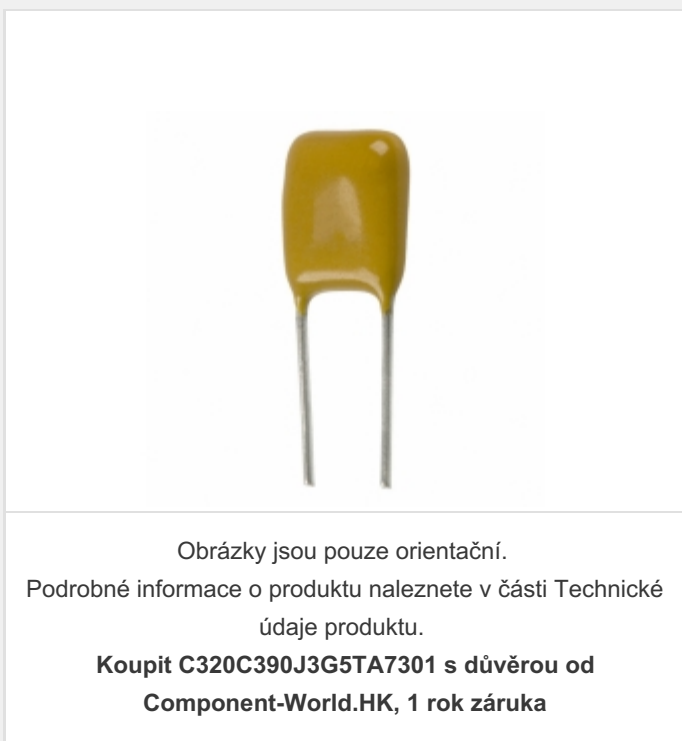 Obrázky jsou pouze orientační.
Podrobné informace o produktu naleznete v části Technické
údaje produktu.
Koupit C320C390J3G5TA7301 s důvěrou od
Component-World.HK, 1 rok záruka